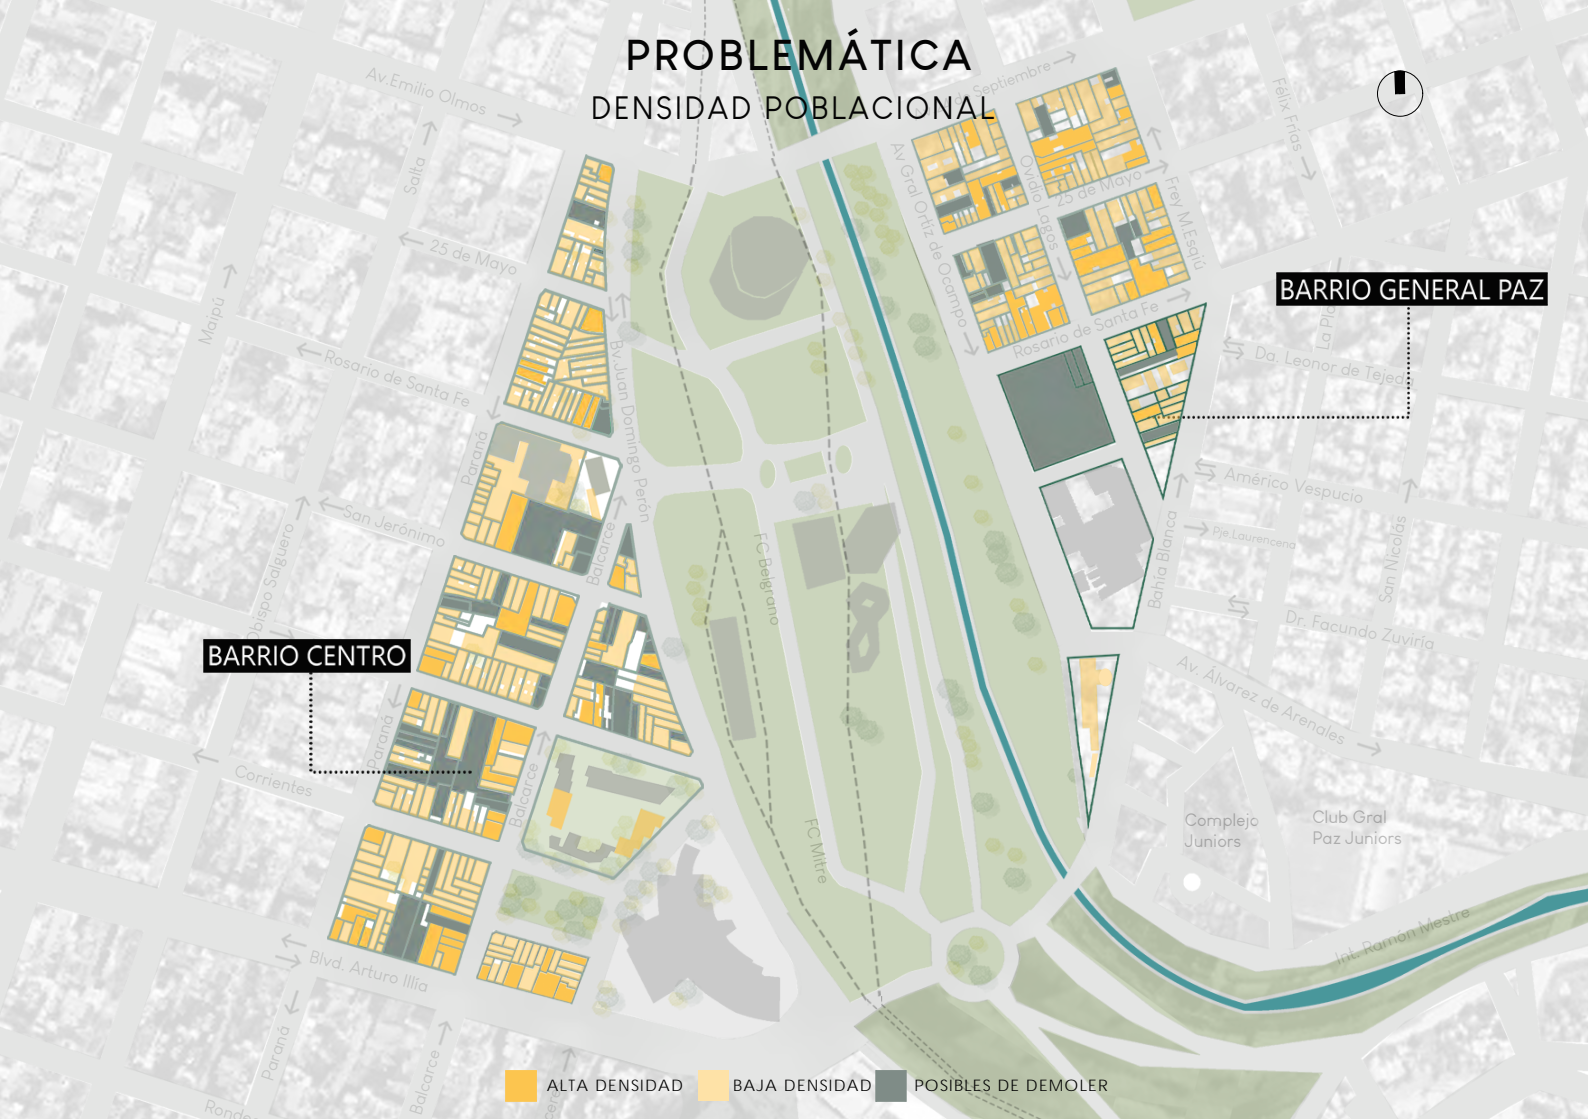 PROBLEMÁTICA
DENSIDAD POBLACIONAL
de Septiembre
Av Emilio Olmos
Félix Frías
Salta
Av Gral Ortiz de Ocampo
Ovidio Lagos
25 de Mayo
Frey M.Esqiú
25 de Mayo
BARRIO GENERAL PAZ
Maipú
La Pla
Rosario de Santa Fe
Bv.Juan Domingo Perón
Da. Leonor de Tejeda
Rosario de Santa Fe
Paraná
Américo Vespucio
San Jerónimo
Obispo Salguero
Balcarce
FC Belgrano
Bahía Blanca
Pje.Laurencena
San Nicolás
Dr. Facundo Zuviría
BARRIO CENTRO
Av. Álvarez de Arenales
Paraná
Corrientes
Balcarce
FC Mitre
Complejo
Juniors
Club Gral
Paz Juniors
Int. Ramón Mestre
Blvd. Arturo Illia
Paraná
Balcarce
Ronde
ALTA DENSIDAD
BAJA DENSIDAD
POSIBLES DE DEMOLER